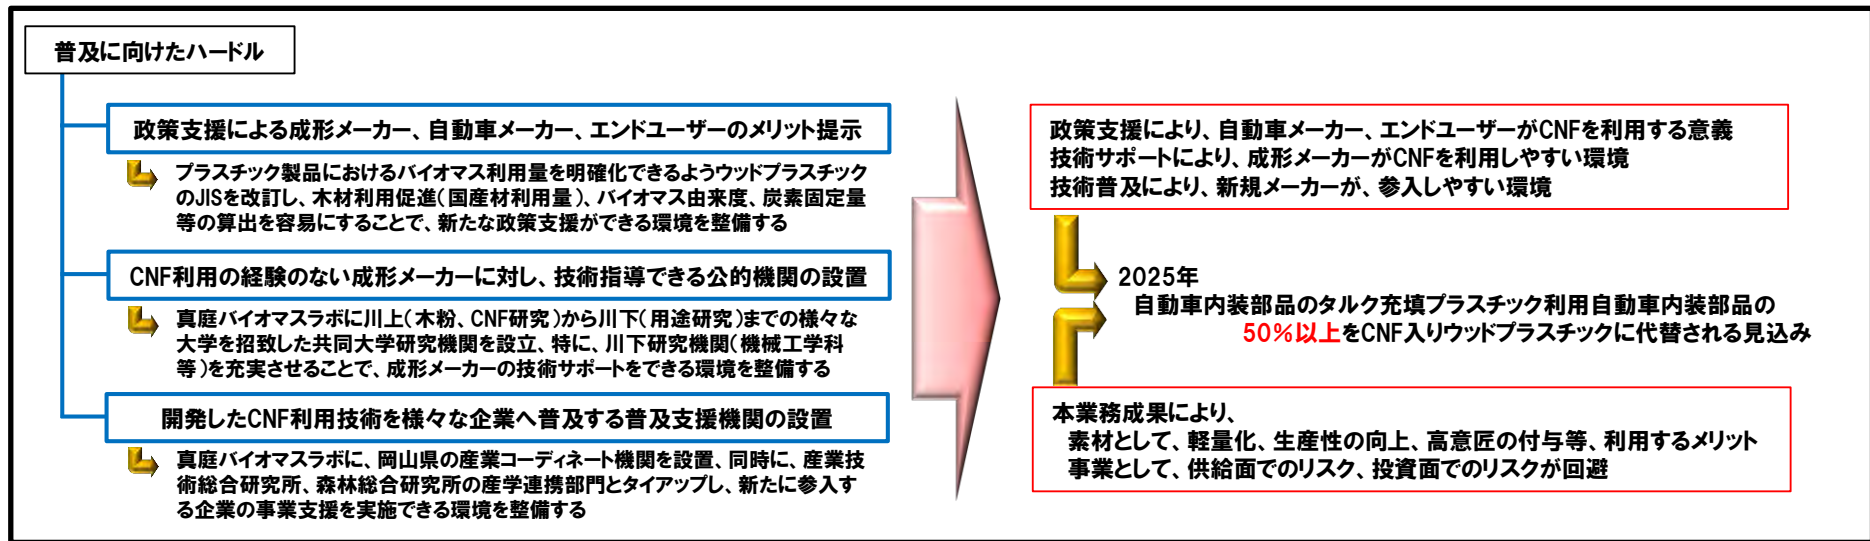 普及に向けたハードル
政策支援による成形メーカー、自動車メーカー、エンドユーザーのメリット提示
プラスチック製品におけるバイオマス利用量を明確化できるようウッドプラスチック
のJISを改訂し、木材利用促進(国産材利用量)、バイオマス由来度、炭素固定量
等の算出を容易にすることで、新たな政策支援ができる環境を整備する
CNF利用の経験のない成形メーカーに対し、技術指導できる公的機関の設置
真庭バイオマスラボに川上(木粉、CNF研究)から川下(用途研究)までの様々な
大学を招致した共同大学研究機関を設立、特に、川下研究機関(機械工学科
等)を充実させることで、成形メーカーの技術サポートをできる環境を整備する
開発したCNF利用技術を様々な企業へ普及する普及支援機関の設置
真庭バイオマスラボに、岡山県の産業コーディネート機関を設置、同時に、産業技
術総合研究所、森林総合研究所の産学連携部門とタイアップし、新たに参入す
る企業の事業支援を実施できる環境を整備する
政策支援により、自動車メーカー、エンドユーザーがCNFを利用する意義
技術サポートにより、成形メーカーがCNFを利用しやすい環境
技術普及により、新規メーカーが、参入しやすい環境
2025年
自動車内装部品のタルク充填プラスチック利用自動車内装部品の
50%以上をCNF入りウッドプラスチックに代替される見込み
本業務成果により、
素材として、軽量化、生産性の向上、高意匠の付与等、利用するメリット
事業として、供給面でのリスク、投資面でのリスクが回避